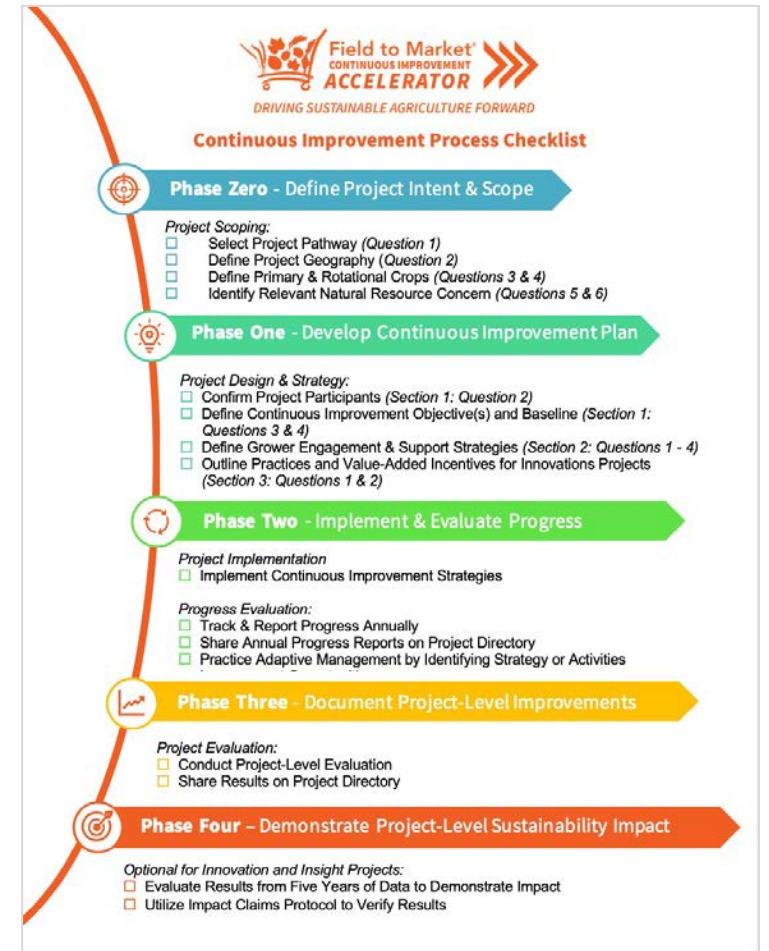 Field to Market®
CONTINUOUS IMPROVEMENT
ACCELERATOR
DRIVING SUSTAINABLE AGRICULTURE FORWARD
Continuous Improvement Process Checklist
Phase Zero - Define Project Intent & Scope
Project Scoping:
Select Project Pathway (Question 1)
Define Project Geography (Question 2)
Define Primary & Rotational Crops (Questions 3 & 4)
Identify Relevant Natural Resource Concern (Questions 5 & 6)
Phase One - Develop Continuous Improvement Plan
Project Design & Strategy:
Confirm Project Participants (Section 1: Question 2)
Define Continuous Improvement Objective(s) and Baseline (Section 1:
Questions 3 & 4)
Define Grower Engagement & Support Strategies (Section 2: Questions 1 - 4)
Outline Practices and Value-Added Incentives for Innovations Projects
(Section 3: Questions 1 & 2)
Phase Two - Implement & Evaluate Progress
Project Implementation
Implement Continuous Improvement Strategies
Progress Evaluation:
Track & Report Progress Annually
Share Annual Progress Reports on Project Directory
Practice Adaptive Management by Identifying Strategy or Activities
Phase Three - Document Project-Level Improvements
Project Evaluation:
Conduct Project-Level Evaluation
Share Results on Project Directory
Phase Four – Demonstrate Project-Level Sustainability Impact
Optional for Innovation and Insight Projects:
Evaluate Results from Five Years of Data to Demonstrate Impact
Utilize Impact Claims Protocol to Verify Results